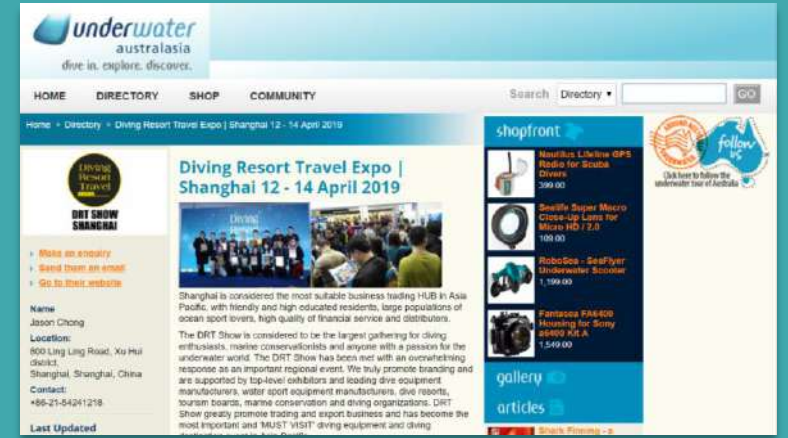 underwater
australasia
dive in. explore. discover.
HOME DIRECTORY SHOP COMMUNITY
Search Directory GO
Home Directory Diving Resort Travel Expo | Shanghai 12 - 14 April 2019
Diving
Resort
Travel
DRT SHOW
SHANGHAI
Make an enquiry
Send them an email
Go to their website
Name
Jason Chong
Location:
800 Ling Ling Road, Xu Hui
district,
Shanghai, Shanghai, China
Contact:
+86-21-54241218
Last Updated
Diving Resort Travel Expo |
Shanghai 12 - 14 April 2019
Diving
Shanghai is considered the most suitable business trading HUB in Asia
Pacific, with friendly and high educated residents, large populations of
ocean sport lovers, high quality of financial service and distributors.
The DRT Show is considered to be the largest gathering for diving
enthusiasts, marine conservationists and anyone with a passion for the
underwater world. The DRT Show has been met with an overwhelming
response as an important regional event. We truly promote branding and
are supported by top-level exhibitors and leading dive equipment
manufacturers, water sport equipment manufacturers, dive resorts,
tourism boards, marine conservation and diving organizations. DRT
Show greatly promote trading and export business and has become the
most important and 'MUST VISIT' diving equipment and diving
shopfront
Nautilus Lifeline GPS
Radio for Scuba
Divers
399.00
Sealife Super Macro
Close-Up Lens for
Micro HD / 2.0
109.00
RoboSea - SeaFlyer
Underwater Scooter
1,199.00
Fantasea FA6400
Housing for Sony
a6400 Kit A
1,549.00
gallery
articles
Shark Finning - a
follow
us
Click here to follow the
underwater tour of Australia